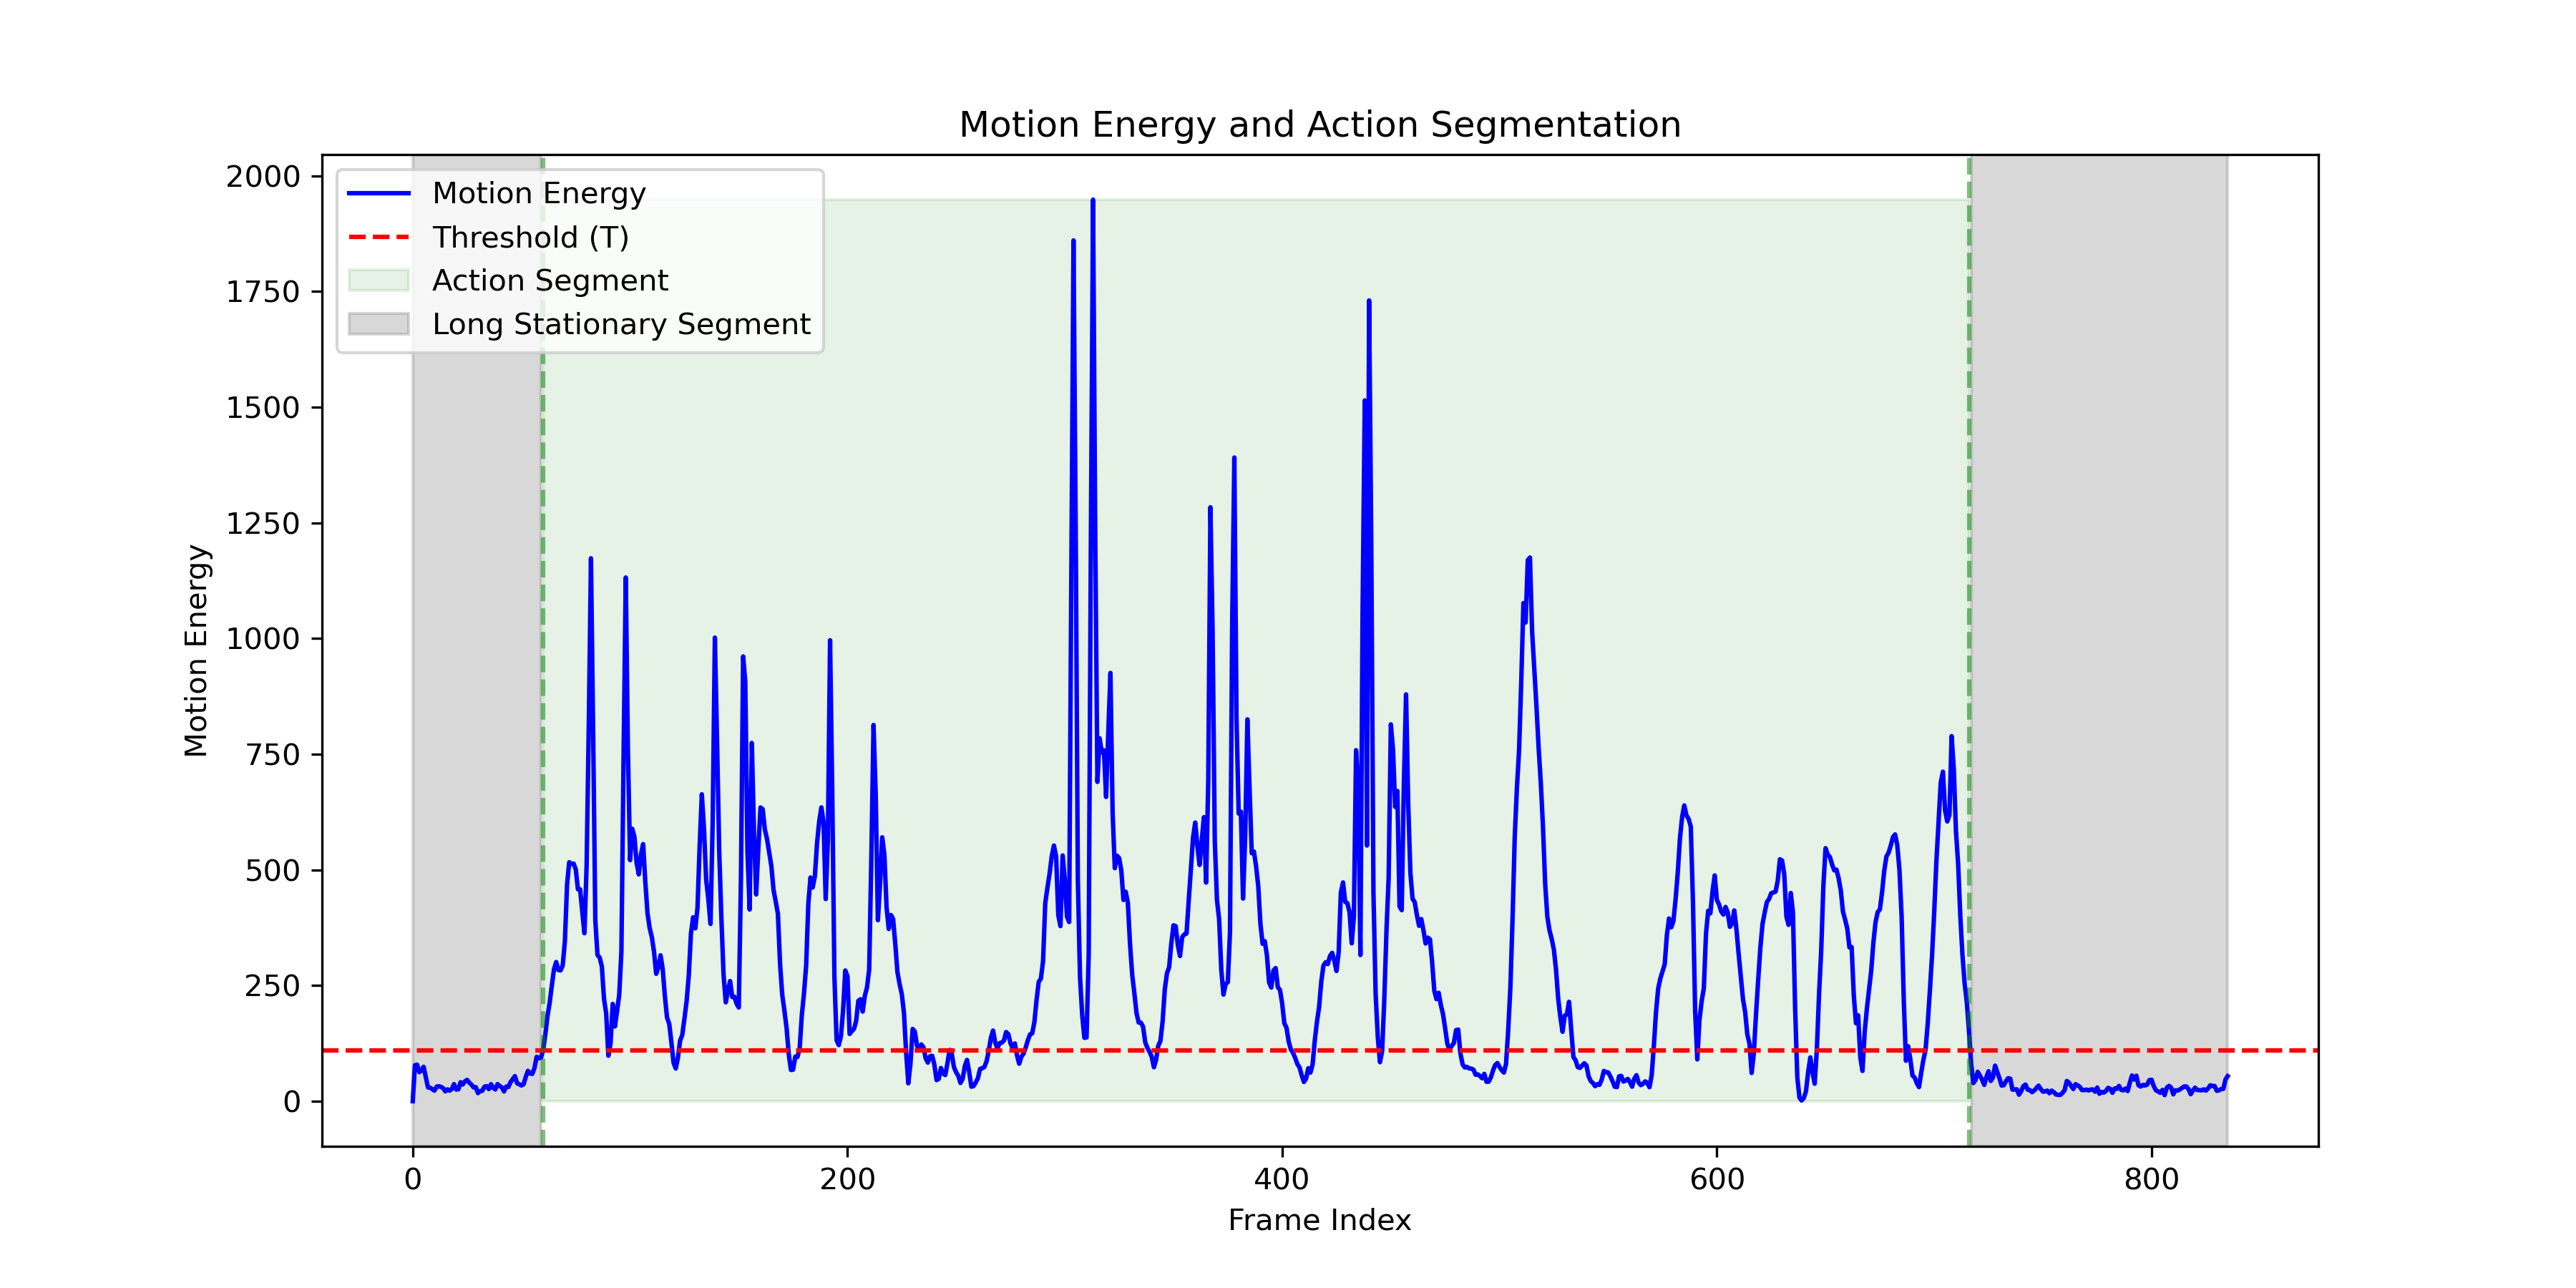 Motion Energy and Action Segmentation
2000
1750
1500
1250
1000
750
500
250
0
Motion Energy
Motion Energy
Threshold (T)
Action Segment
Long Stationary Segment
0
200
400
600
800
Frame Index